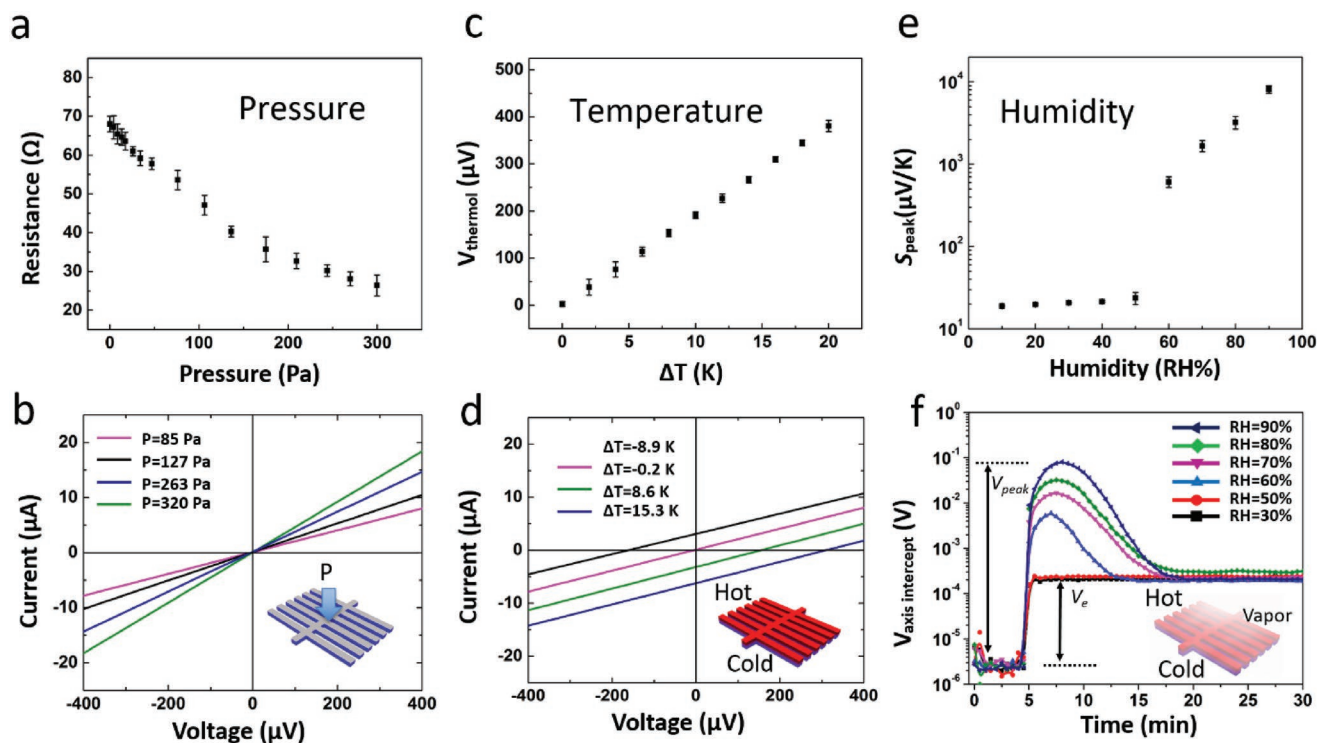 a
Resistance (Ω)
80
70
60
50
40
30
20
Pressure
0 100 200 300
Pressure (Pa)
c
V_thermol (μV)
500
400
300
200
100
0
Temperature
0 5 10 15 20
ΔT (K)
e
S_peak(μV/K)
10^4
10^3
10^2
10^1
Humidity
0 20 40 60 80 100
Humidity (RH%)
b
Current (μA)
20
10
0
-10
-20
P=85 Pa
P=127 Pa
P=263 Pa
P=320 Pa
P
-400 -200 0 200 400
Voltage (μV)
d
Current (μA)
20
10
0
-10
-20
ΔT=-8.9 K
ΔT=-0.2 K
ΔT=8.6 K
ΔT=15.3 K
Hot
Cold
-400 -200 0 200 400
Voltage (μV)
f
V_axis intercept (V)
10^0
10^-1
10^-2
10^-3
10^-4
10^-5
10^-6
RH=90%
RH=80%
RH=70%
RH=60%
RH=50%
RH=30%
V_peak
V_e
Hot
Vapor
Cold
0 5 10 15 20 25 30
Time (min)